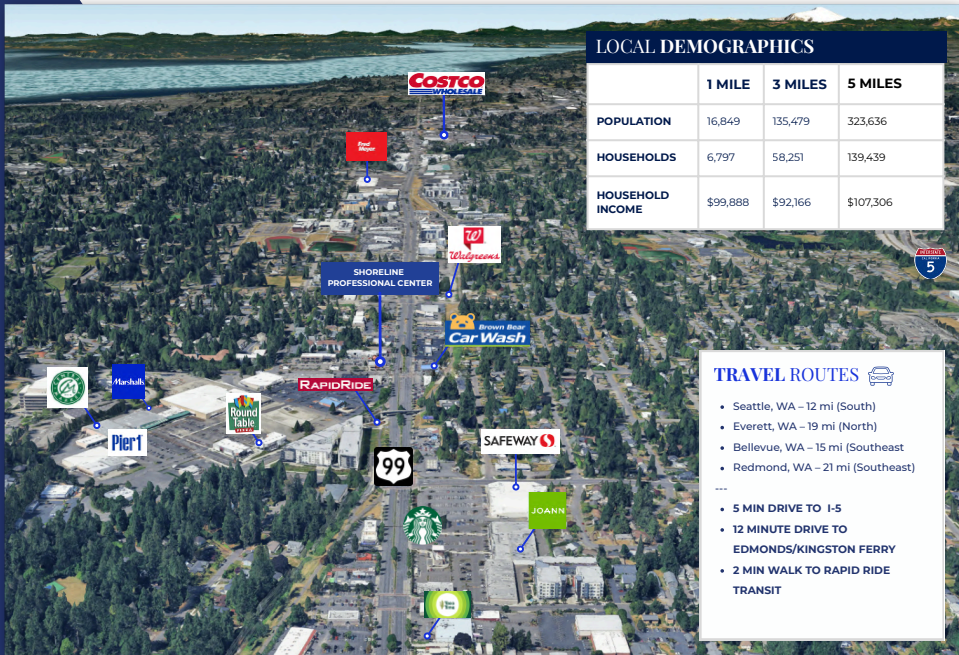 LOCAL DEMOGRAPHICS
1 MILE 3 MILES 5 MILES
POPULATION 16,849 135,479 323,636
HOUSEHOLDS 6,797 58,251 139,439
HOUSEHOLD
INCOME $99,888 $92,166 $107,306
COSTCO
WHOLESALE
Fred
Meyer
W
Walgreens
INTERSTATE
CALIFORNIA
5
SHORELINE
PROFESSIONAL CENTER
Brown Bear
Car Wash
RAPIDRIDE
Marshalls
Pier1
Round
Table
PIZZA
99
SAFEWAY
JOANN
TRAVEL ROUTES
• Seattle, WA – 12 mi (South)
• Everett, WA – 19 mi (North)
• Bellevue, WA – 15 mi (Southeast
• Redmond, WA – 21 mi (Southeast)
---
• 5 MIN DRIVE TO I-5
• 12 MINUTE DRIVE TO
EDMONDS/KINGSTON FERRY
• 2 MIN WALK TO RAPID RIDE
TRANSIT